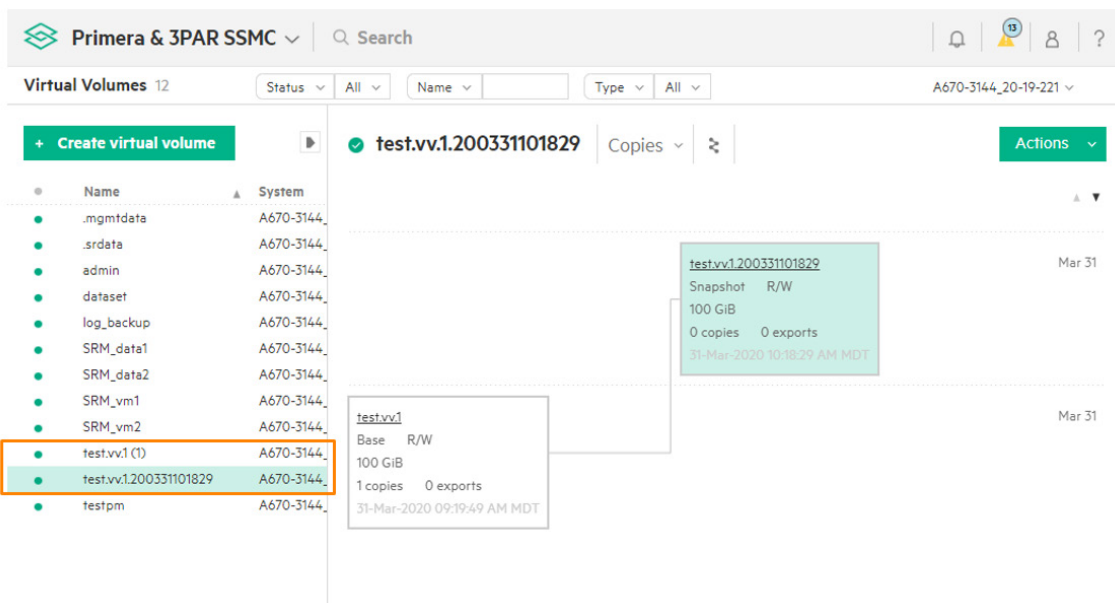 Primera & 3PAR SSMC
Search
13
?
Virtual Volumes 12
Status
All
Name
Type
All
A670-3144_20-19-221
+ Create virtual volume
test.vv.1.200331101829
Copies
Actions
Name System
.mgmtdata A670-3144_
.srdata A670-3144_
admin A670-3144_
dataset A670-3144_
log_backup A670-3144_
SRM_data1 A670-3144_
SRM_data2 A670-3144_
SRM_vm1 A670-3144_
SRM_vm2 A670-3144_
test.vv.1 (1) A670-3144_
test.vv.1.200331101829 A670-3144_
testpm A670-3144_
test.vv.1.200331101829
Snapshot R/W
100 GiB
0 copies 0 exports
31-Mar-2020 10:18:29 AM MDT
Mar 31
test.vv.1
Base R/W
100 GiB
1 copies 0 exports
31-Mar-2020 09:19:49 AM MDT
Mar 31